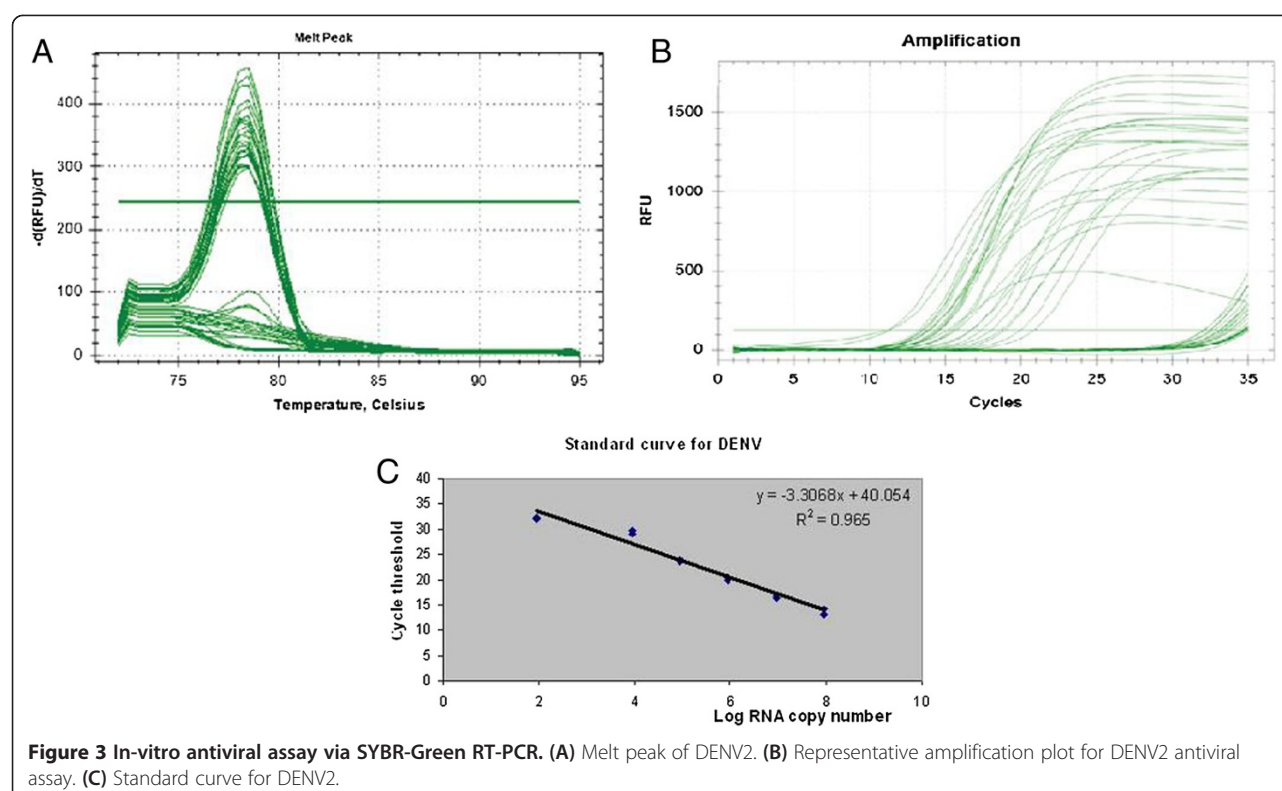 A
Melt Peak
-d(RFU)/dT
400
300
200
100
0
75
80
85
90
95
Temperature, Celsius
B
Amplification
RFU
1500
1000
500
0
0
5
10
15
20
25
30
35
Cycles
C
Standard curve for DENV
Cycle threshold
40
35
30
25
20
15
10
5
0
y = -3.3068x + 40.054
R² = 0.965
0
2
4
6
8
10
Log RNA copy number
Figure 3 In-vitro antiviral assay via SYBR-Green RT-PCR. (A) Melt peak of DENV2. (B) Representative amplification plot for DENV2 antiviral
assay. (C) Standard curve for DENV2.